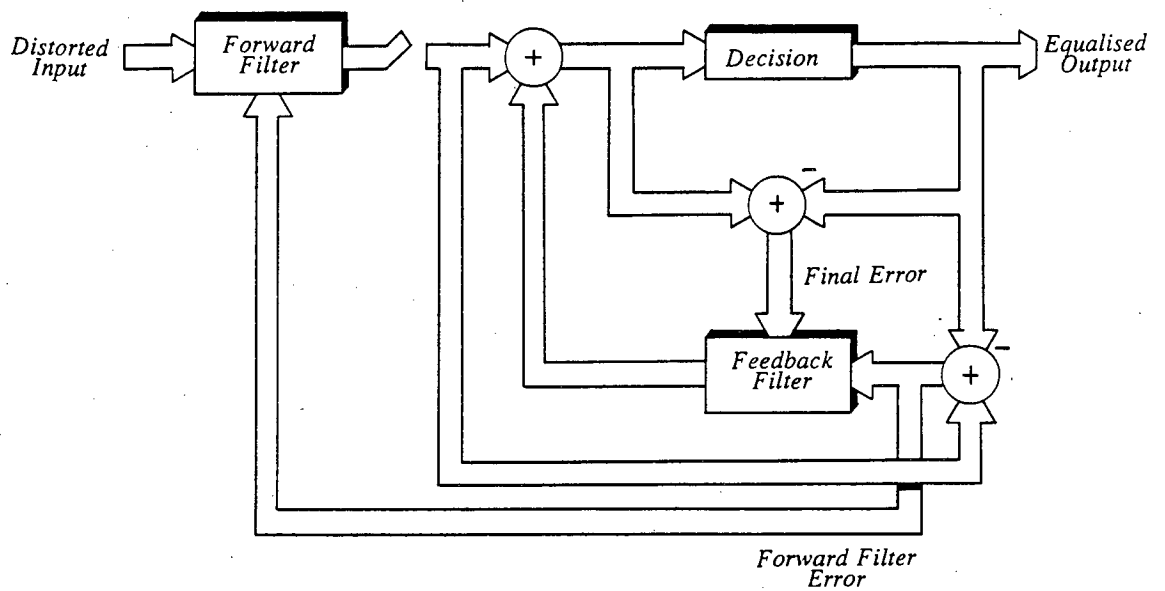 Distorted
Input
Forward
Filter
+
Decision
Equalised
Output
−
+
Final Error
Feedback
Filter
−
+
Forward Filter
Error